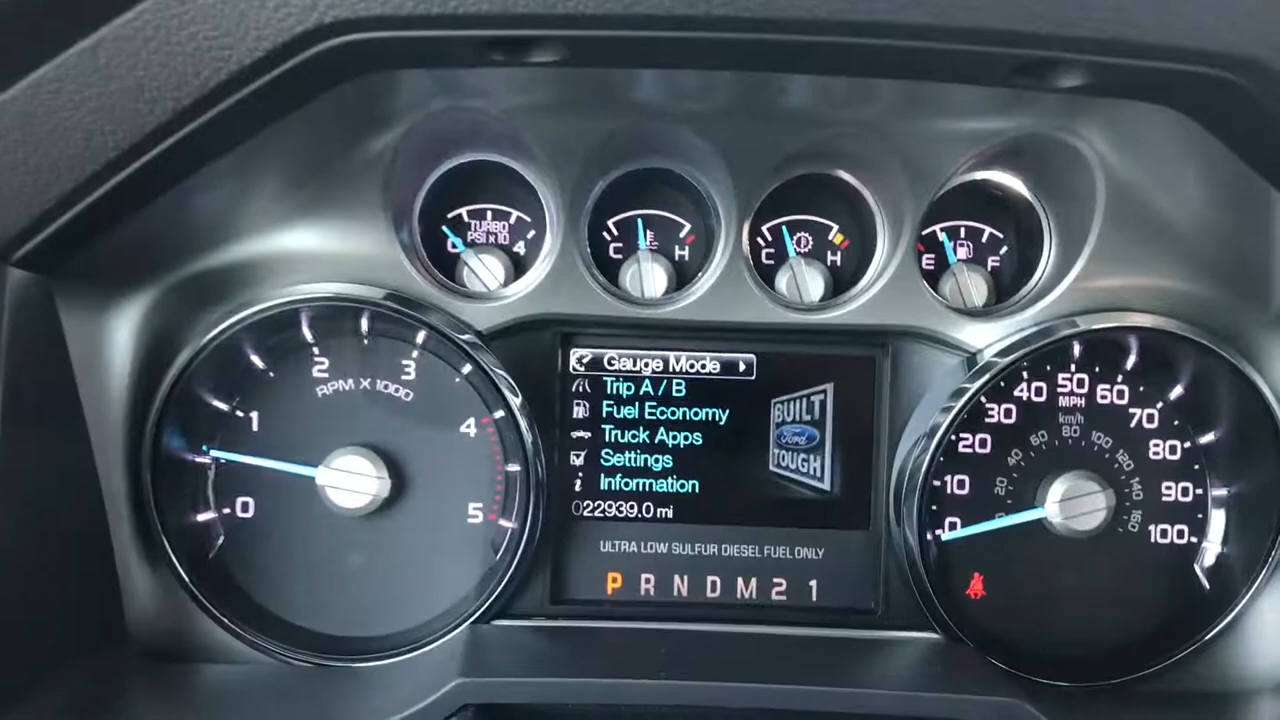 TURBO
PSI x 10
0 4
C H
C H
E F
0 1 2 3 4 5
RPM X 1000
Gauge Mode
Trip A / B
Fuel Economy
Truck Apps
Settings
Information
022939.0 mi
BUILT
Ford
TOUGH
ULTRA LOW SULFUR DIESEL FUEL ONLY
P R N D M 2 1
0 10 20 30 40 50 60 70 80 90 100
MPH
km/h
0 20 40 60 80 100 120 140 160